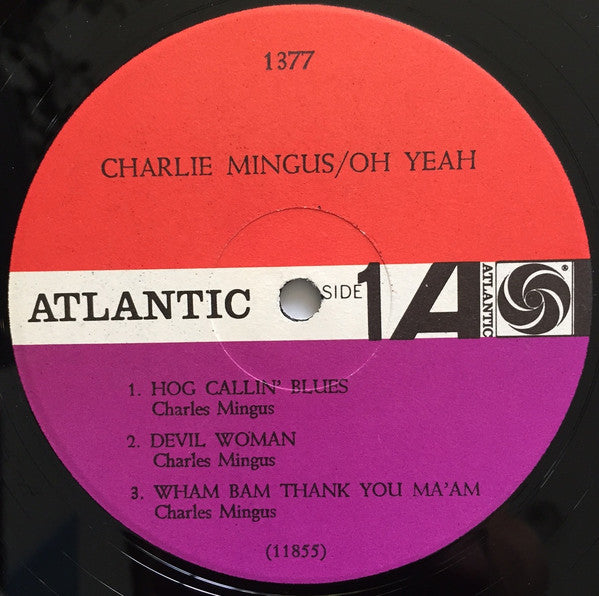 1377
CHARLIE MINGUS/OH YEAH
ATLANTIC
SIDE 1
A
ATLANTIC
®
1. HOG CALLIN' BLUES
Charles Mingus
2. DEVIL WOMAN
Charles Mingus
3. WHAM BAM THANK YOU MA'AM
Charles Mingus
(11855)